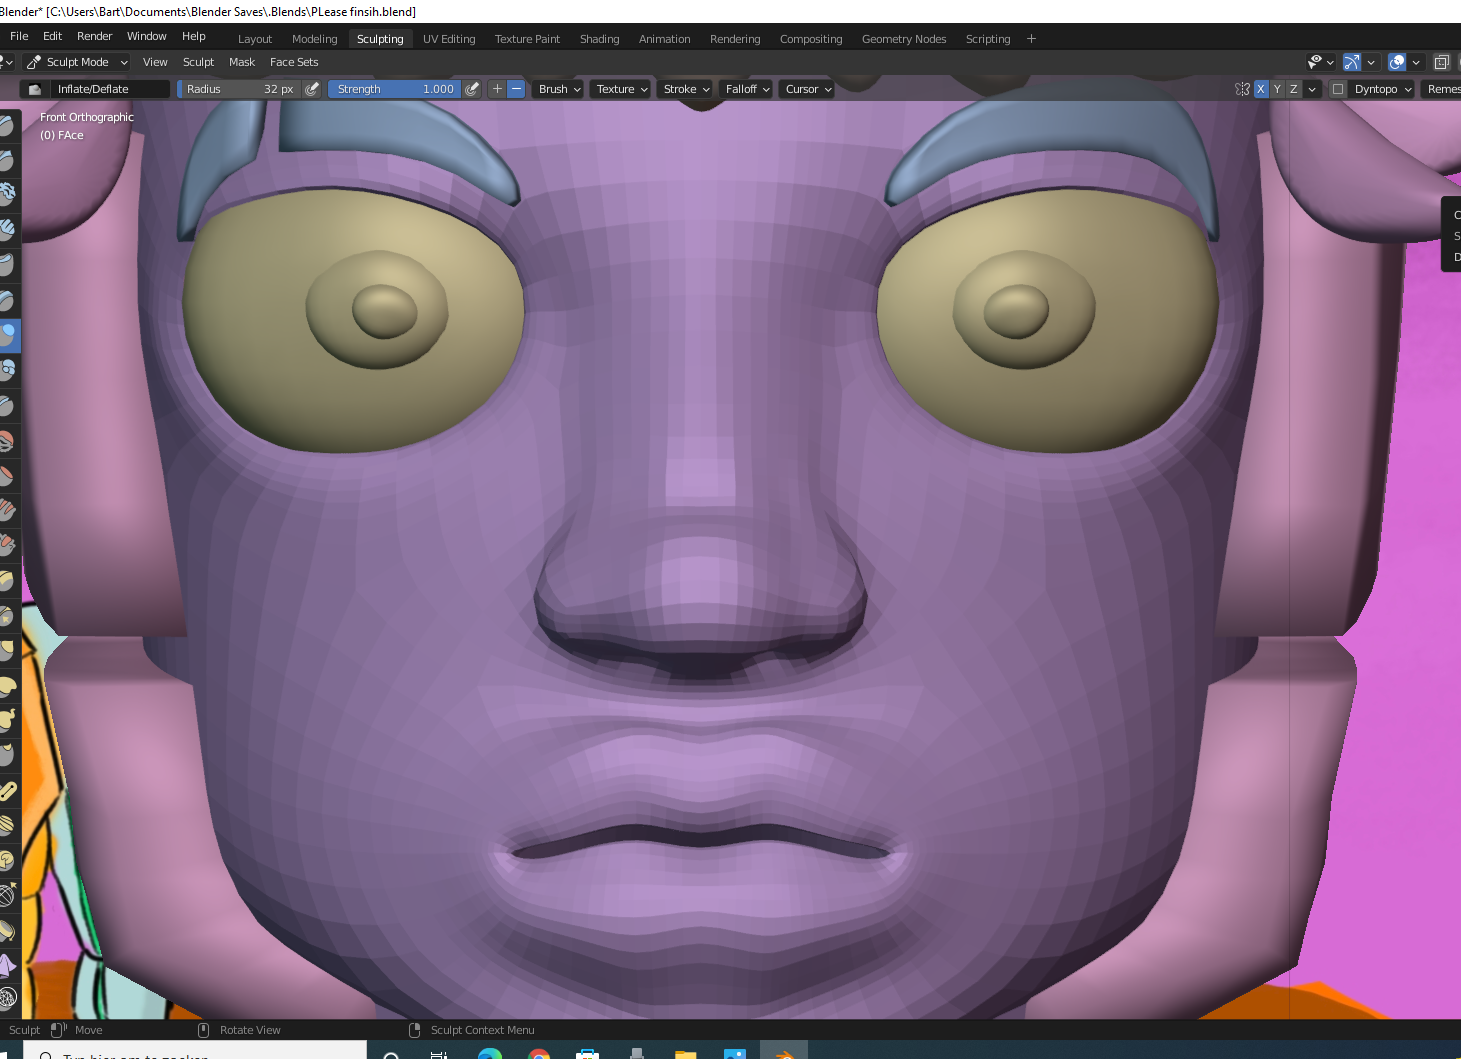 Blender* [C:\Users\Bart\Documents\Blender Saves\.Blends\PLease finsih.blend]
File Edit Render Window Help Layout Modeling Sculpting UV Editing Texture Paint Shading Animation Rendering Compositing Geometry Nodes Scripting +
Sculpt Mode View Sculpt Mask Face Sets
Inflate/Deflate Radius 32 px Strength 1.000 + − Brush Texture Stroke Falloff Cursor X Y Z Dyntopo Remes
Front Orthographic
(0) FAce
S
D
Sculpt Move Rotate View Sculpt Context Menu